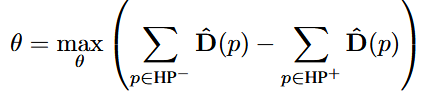 θ = max_θ ( ∑_{p∈HP⁻} D̂(p) − ∑_{p∈HP⁺} D̂(p) )